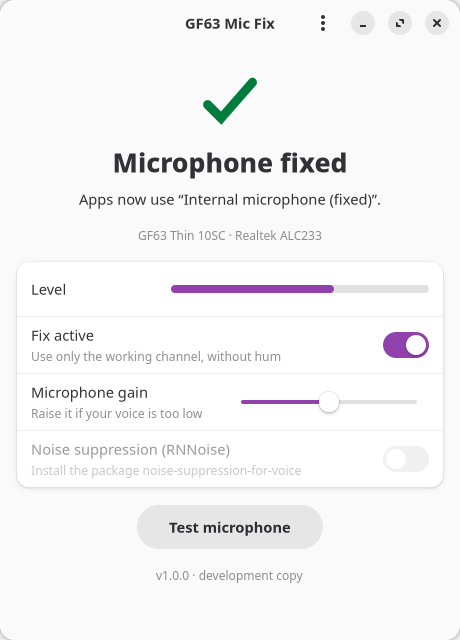 GF63 Mic Fix
Microphone fixed
Apps now use “Internal microphone (fixed)”.
GF63 Thin 10SC · Realtek ALC233
Level
Fix active
Use only the working channel, without hum
Microphone gain
Raise it if your voice is too low
Noise suppression (RNNoise)
Install the package noise-suppression-for-voice
Test microphone
v1.0.0 · development copy